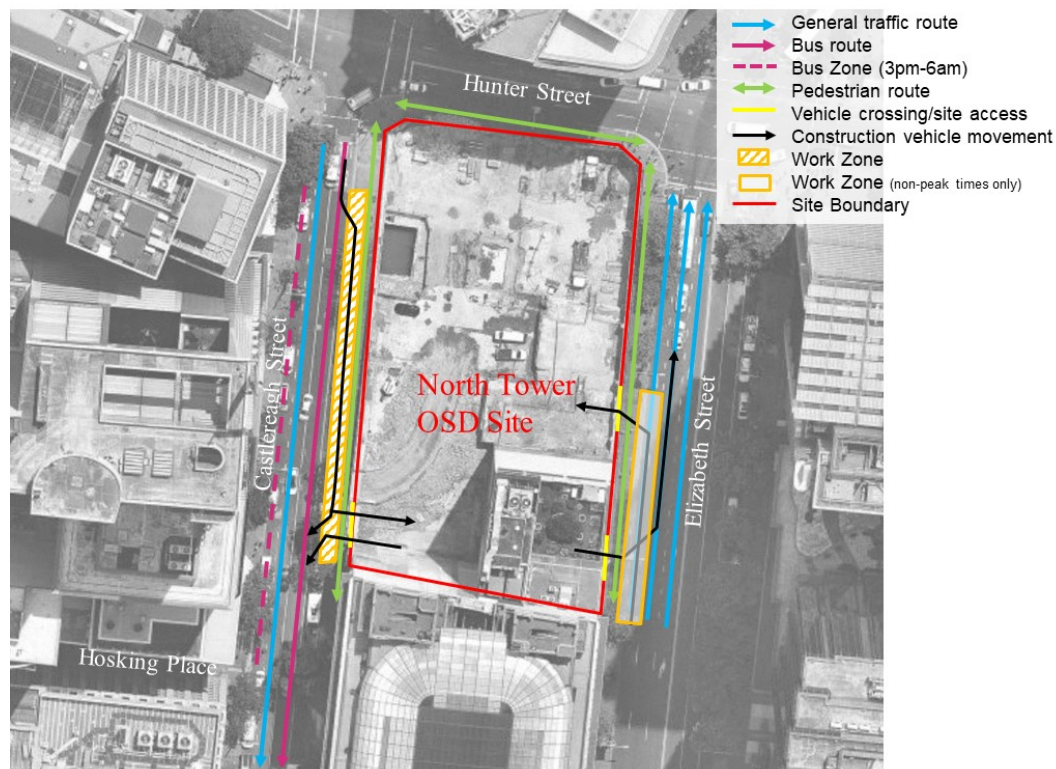 General traffic route
Bus route
Bus Zone (3pm-6am)
Pedestrian route
Vehicle crossing/site access
Construction vehicle movement
Work Zone
Work Zone (non-peak times only)
Site Boundary
Hunter Street
Castlereagh Street
North Tower
OSD Site
Elizabeth Street
Hosking Place